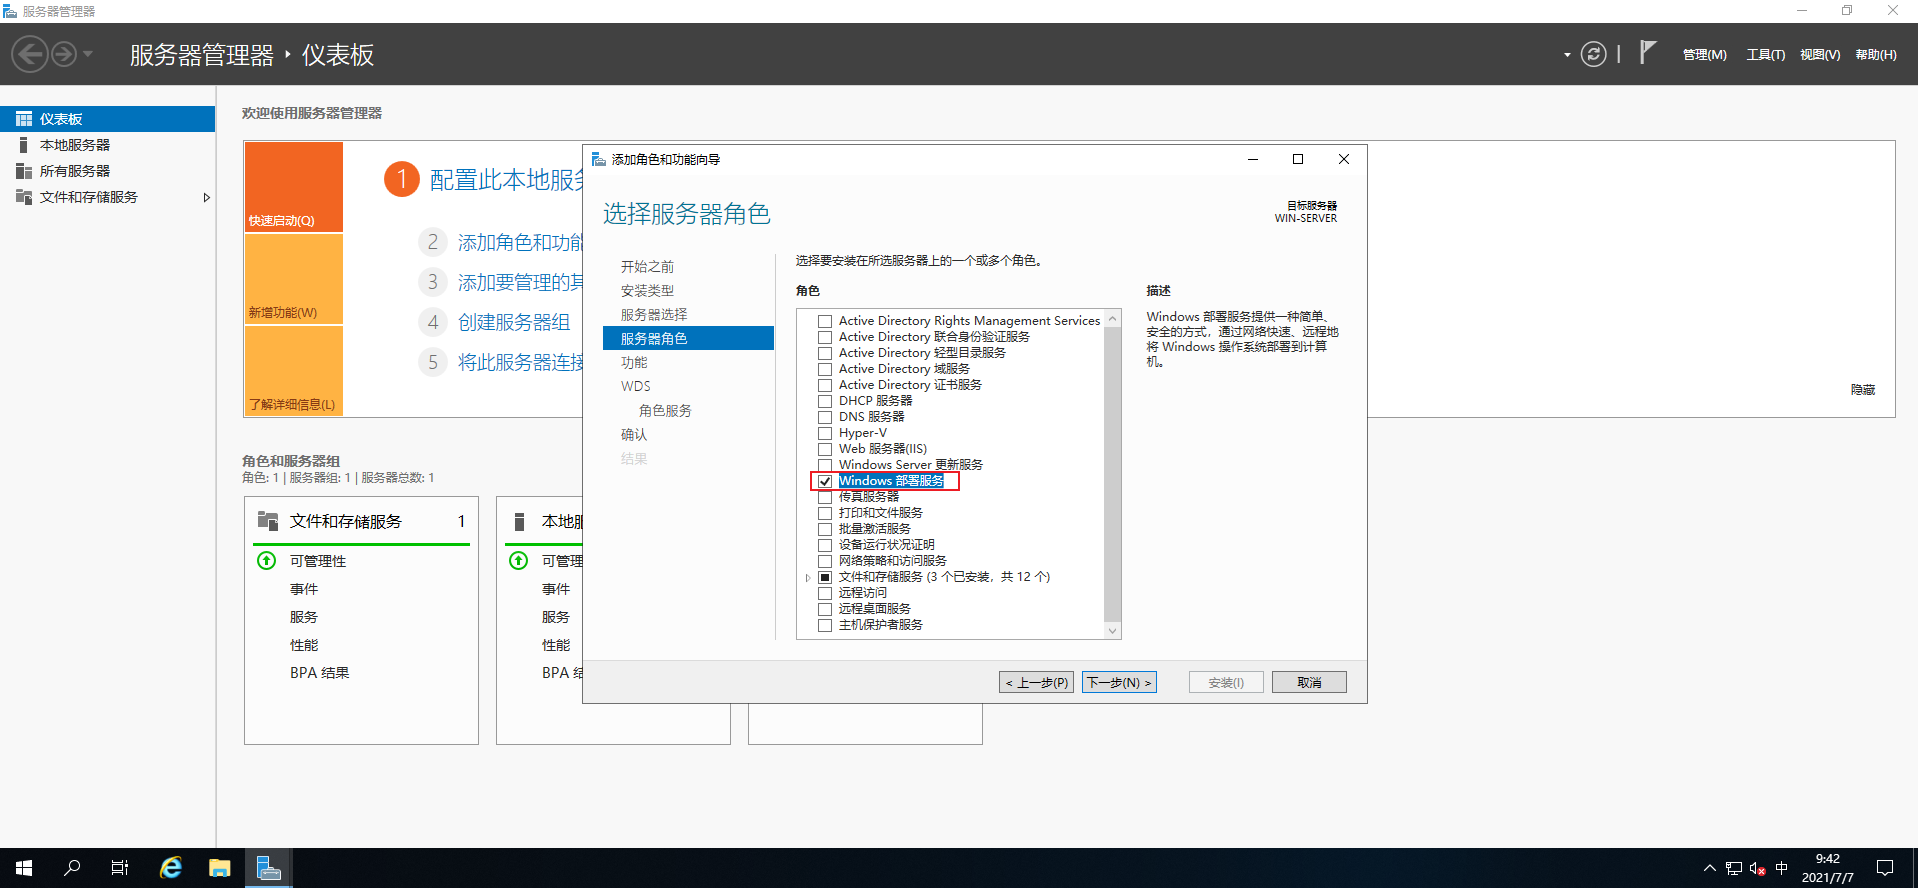 服务器管理器
服务器管理器 · 仪表板
管理(M) 工具(T) 视图(V) 帮助(H)
仪表板
本地服务器
所有服务器
文件和存储服务
欢迎使用服务器管理器
快速启动(Q)
新增功能(W)
了解详细信息(L)
1 配置此本地服务
2 添加角色和功能
3 添加要管理的其
4 创建服务器组
5 将此服务器连接
隐藏
角色和服务器组
角色: 1 | 服务器组: 1 | 服务器总数: 1
文件和存储服务 1
可管理性
事件
服务
性能
BPA 结果
本地服
可管理
事件
服务
性能
BPA 结
添加角色和功能向导
选择服务器角色
目标服务器
WIN-SERVER
开始之前
安装类型
服务器选择
服务器角色
功能
WDS
角色服务
确认
结果
选择要安装在所选服务器上的一个或多个角色。
角色
Active Directory Rights Management Services
Active Directory 联合身份验证服务
Active Directory 轻型目录服务
Active Directory 域服务
Active Directory 证书服务
DHCP 服务器
DNS 服务器
Hyper-V
Web 服务器(IIS)
Windows Server 更新服务
Windows 部署服务
传真服务器
打印和文件服务
批量激活服务
设备运行状况证明
网络策略和访问服务
文件和存储服务 (3 个已安装，共 12 个)
远程访问
远程桌面服务
主机保护者服务
描述
Windows 部署服务提供一种简单、
安全的方式，通过网络快速、远程地
将 Windows 操作系统部署到计算
机。
< 上一步(P) 下一步(N) > 安装(I) 取消
中
9:42
2021/7/7